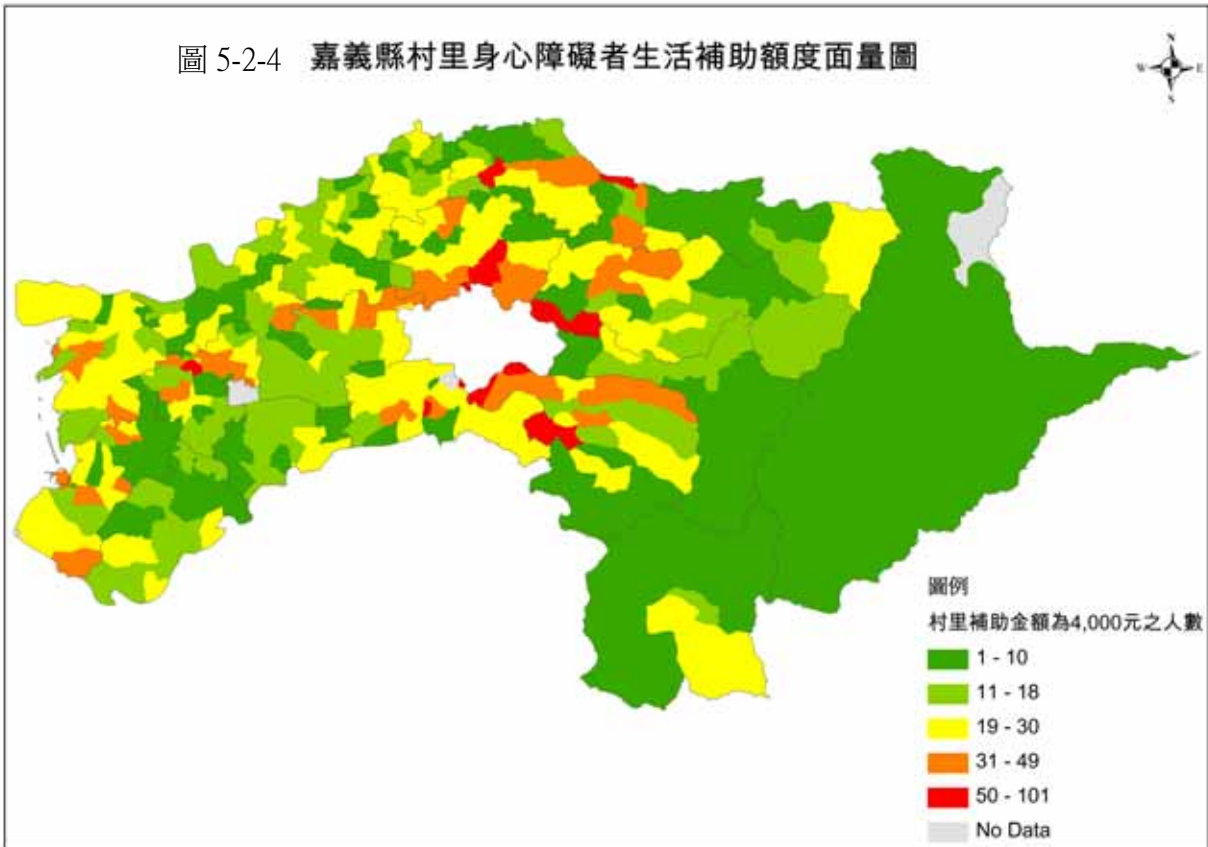 圖 5-2-4 嘉義縣村里身心障礙者生活補助額度面量圖
N
W E
S
圖例
村里補助金額為4,000元之人數
1 - 10
11 - 18
19 - 30
31 - 49
50 - 101
No Data